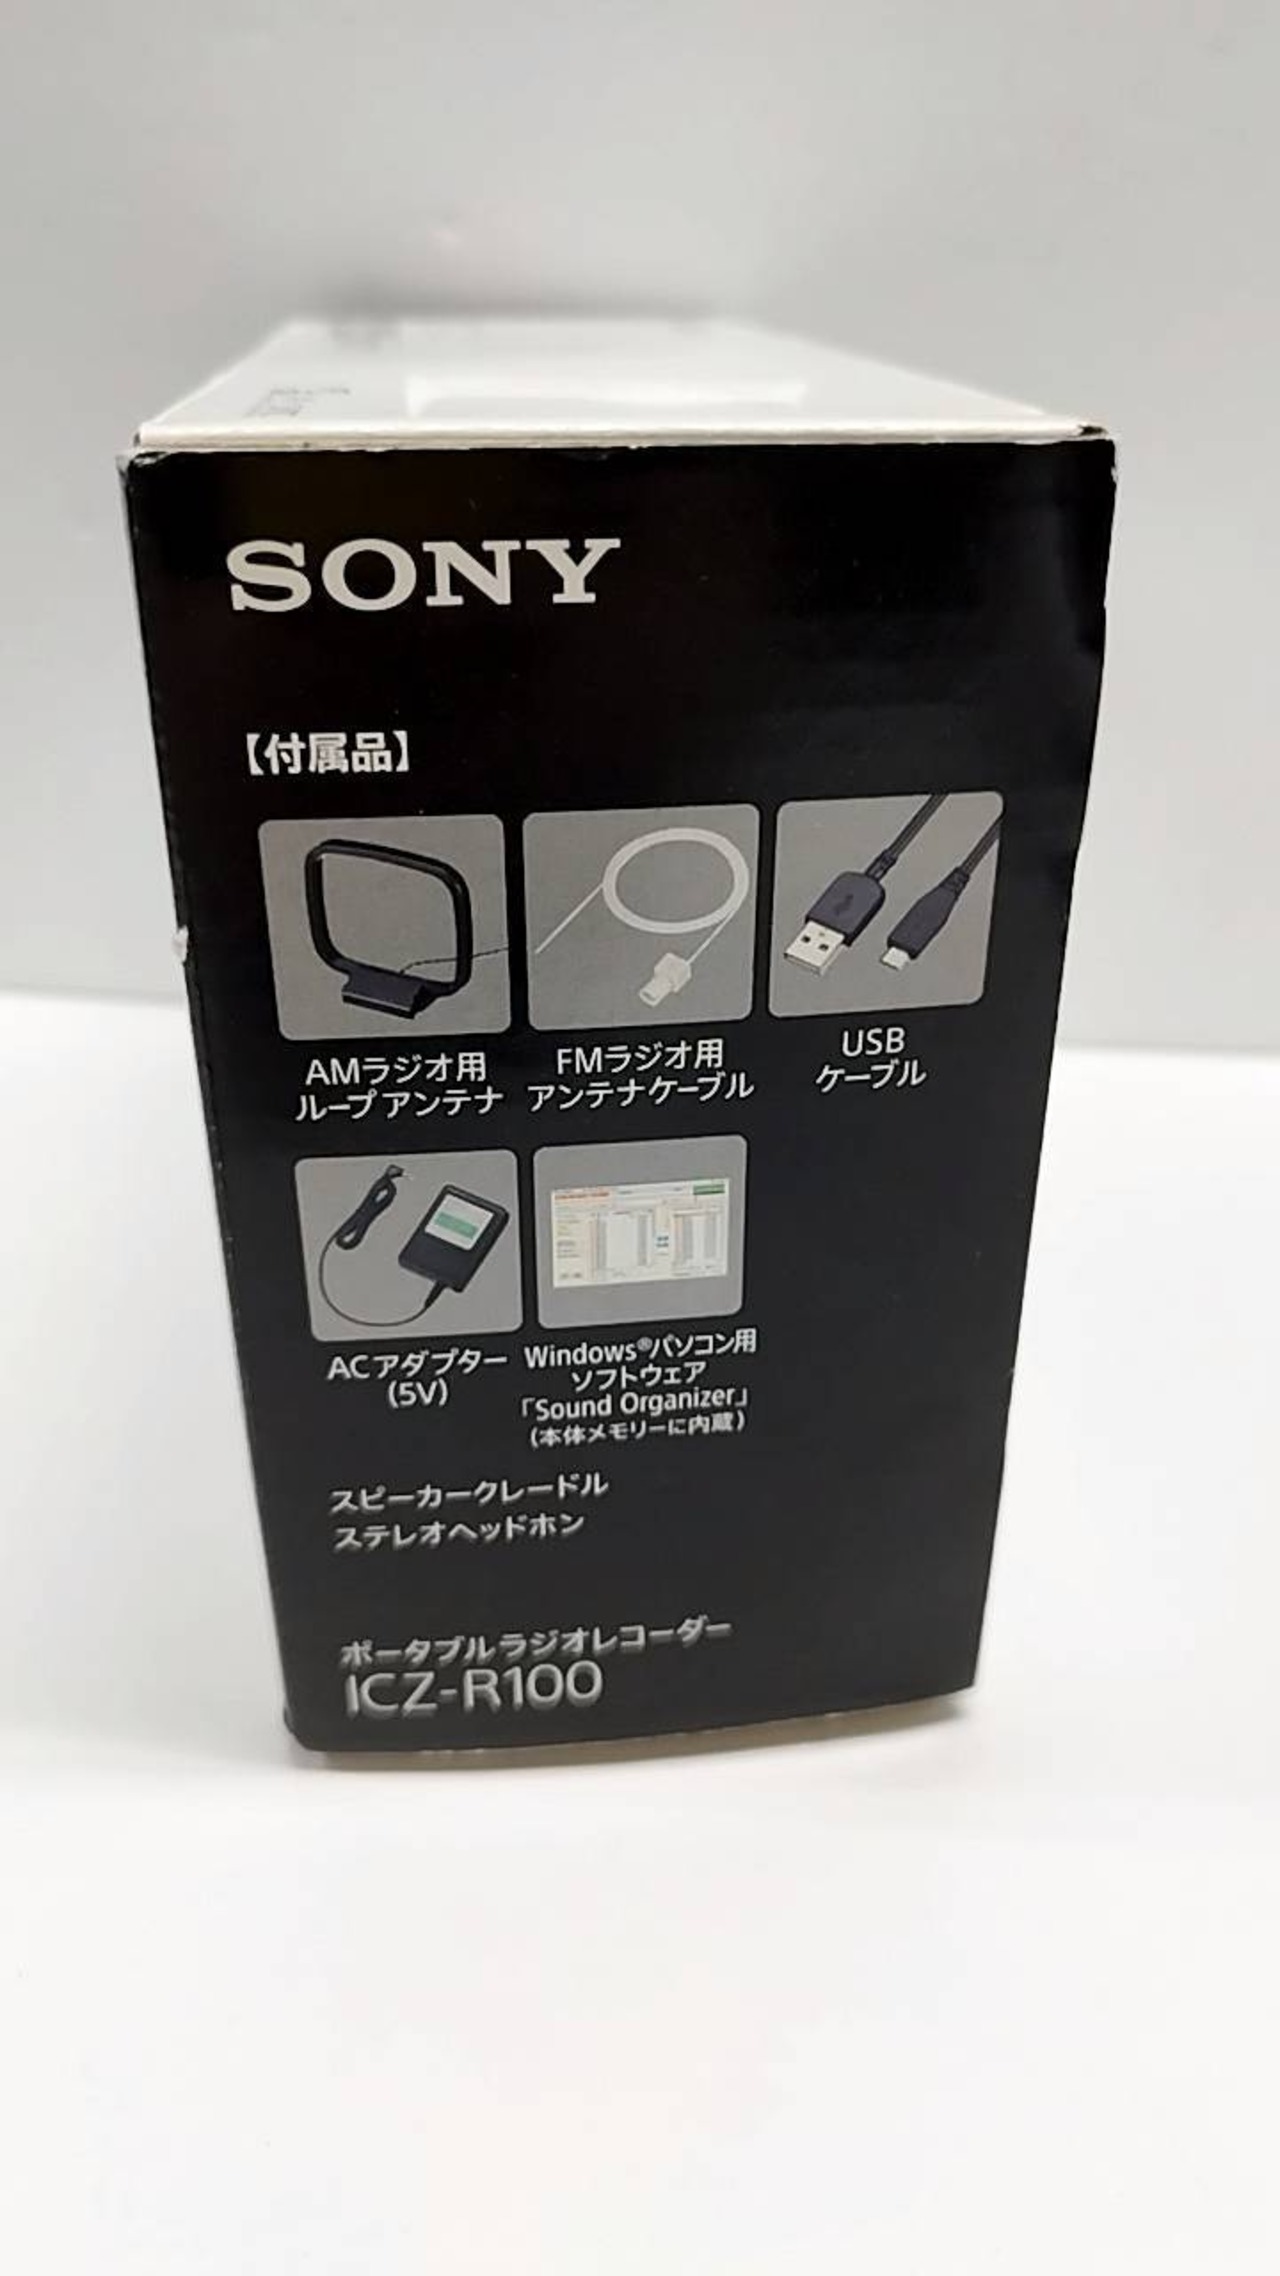 SONY
【付属品】
AMラジオ用
ループアンテナ
FMラジオ用
アンテナケーブル
USB
ケーブル
ACアダプター
(5V)
Windows®パソコン用
ソフトウェア
「Sound Organizer」
(本体メモリーに内蔵)
スピーカークレードル
ステレオヘッドホン
ポータブルラジオレコーダー
ICZ-R100